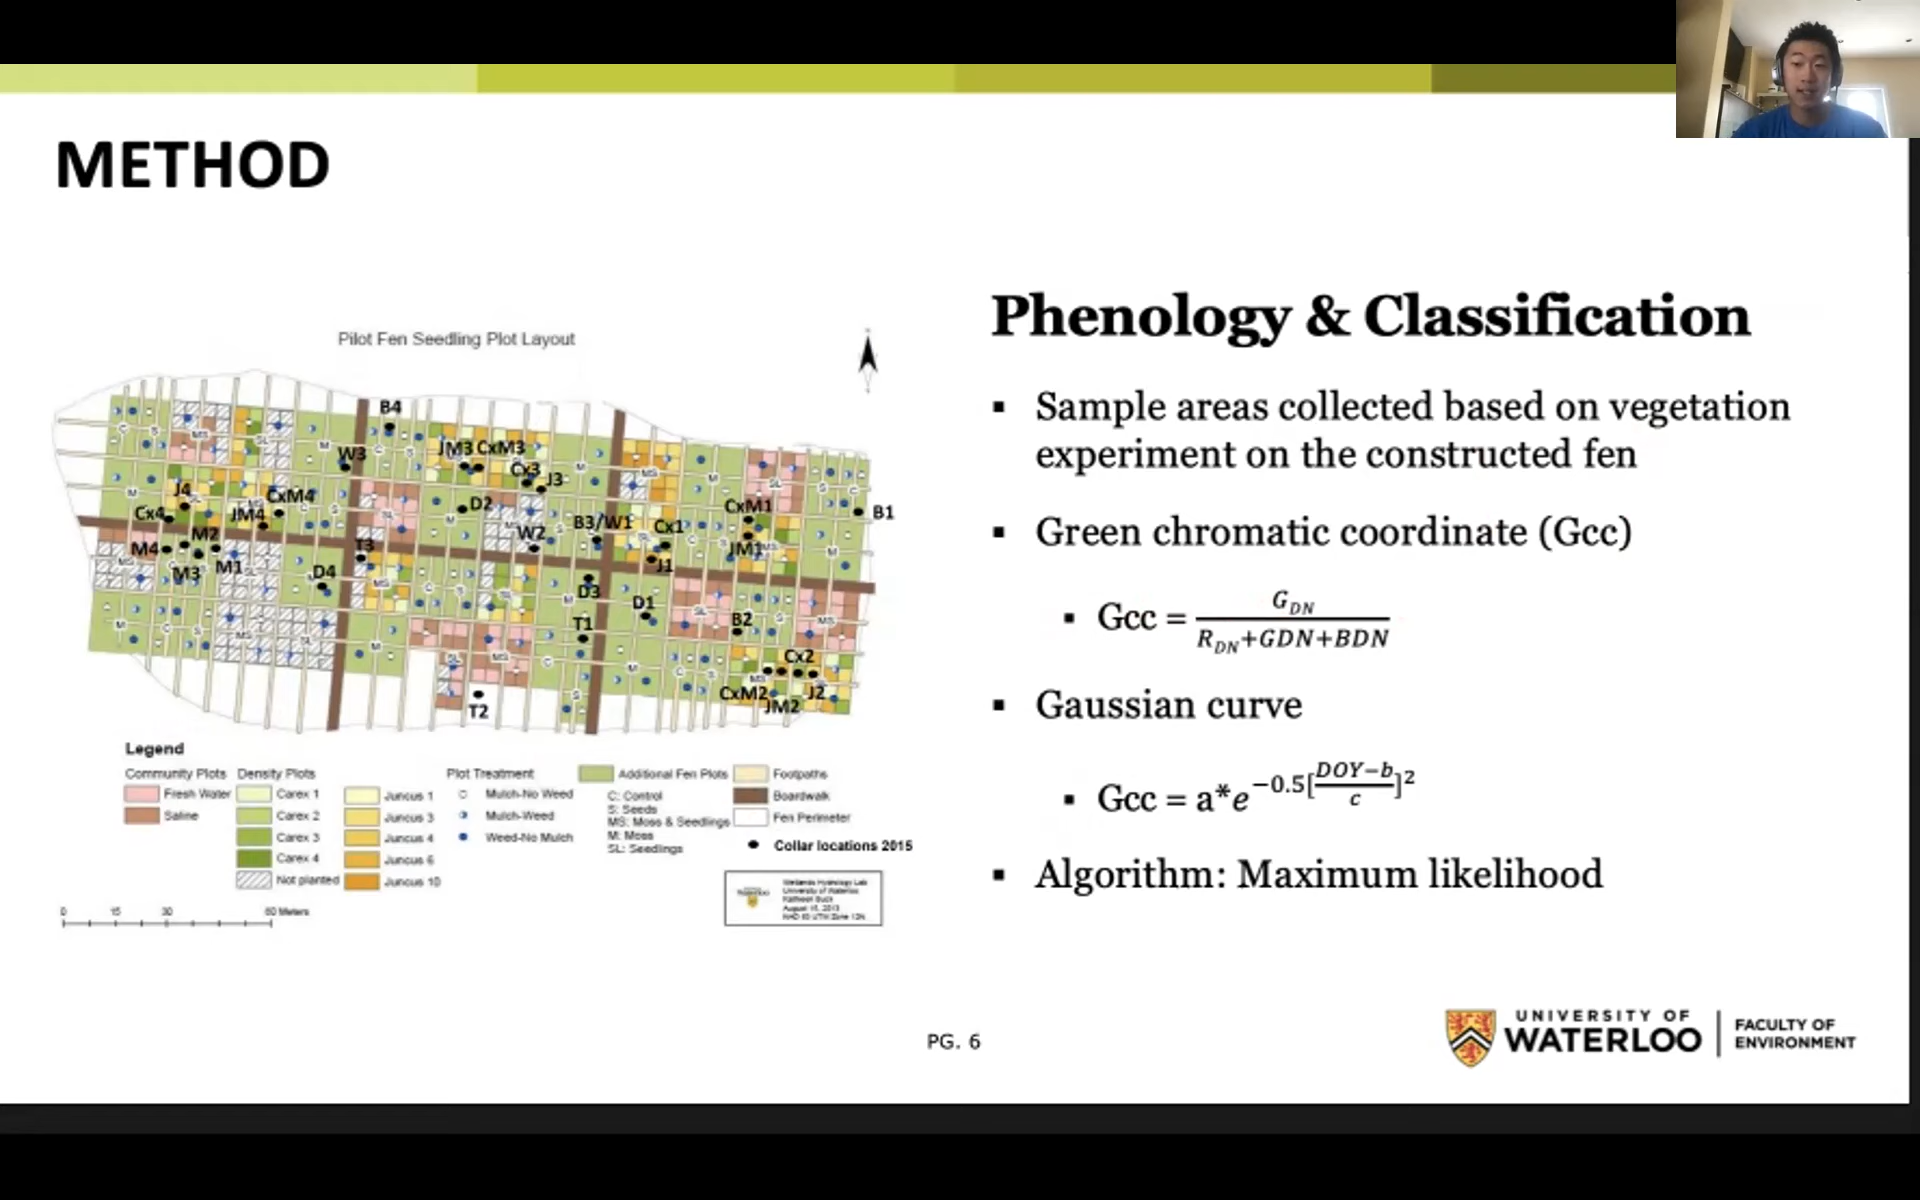 METHOD
Pilot Fen Seedling Plot Layout
B4
W3
JM3 CxM3
Cx3
J3
J4
CxM4
Cx4
JM4
D2
W2
B3/W1
Cx1
CxM1
B1
M2
M4
M3
M1
T3
JM1
J1
D4
D3
D1
T1
B2
Cx2
CxM2
J2
JM2
T2
Legend
Community Plots
Fresh Water
Saline
Density Plots
Carex 1
Carex 2
Carex 3
Carex 4
Not planted
Juncus 1
Juncus 3
Juncus 4
Juncus 6
Juncus 10
Plot Treatment
Mulch-No Weed
Mulch-Weed
Weed-No Mulch
Additional Fen Plots
C: Control
S: Seeds
MS: Moss & Seedlings
M: Moss
SL: Seedlings
Footpaths
Boardwalk
Fen Perimeter
Collar locations 2015
0 15 30 60 Meters
Wetlands Hydrology Lab
University of Waterloo
Phenology & Classification
▪ Sample areas collected based on vegetation
experiment on the constructed fen
▪ Green chromatic coordinate (Gcc)
▪ Gcc = G_DN / R_DN+GDN+BDN
▪ Gaussian curve
▪ Gcc = a*e^−0.5[DOY−b / c]^2
▪ Algorithm: Maximum likelihood
PG. 6
UNIVERSITY OF
WATERLOO
FACULTY OF
ENVIRONMENT